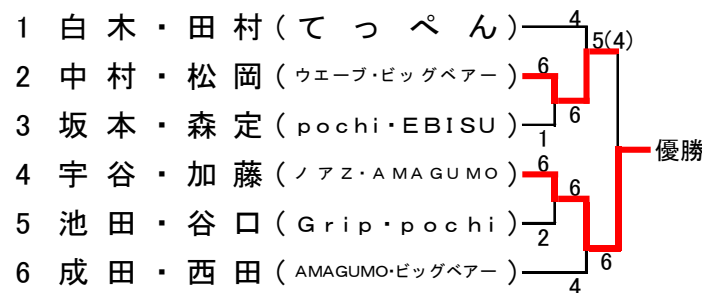 1 白木・田村(てっぺん) 4
5(4)
2 中村・松岡(ウエーブ・ビッグベアー) 6
6
3 坂本・森定(pochi・EBISU) 1
優勝
4 宇谷・加藤(ノアZ・AMAGUMO) 6
6
5 池田・谷口(Grip・pochi) 2
6
6 成田・西田(AMAGUMO・ビッグベアー) 4